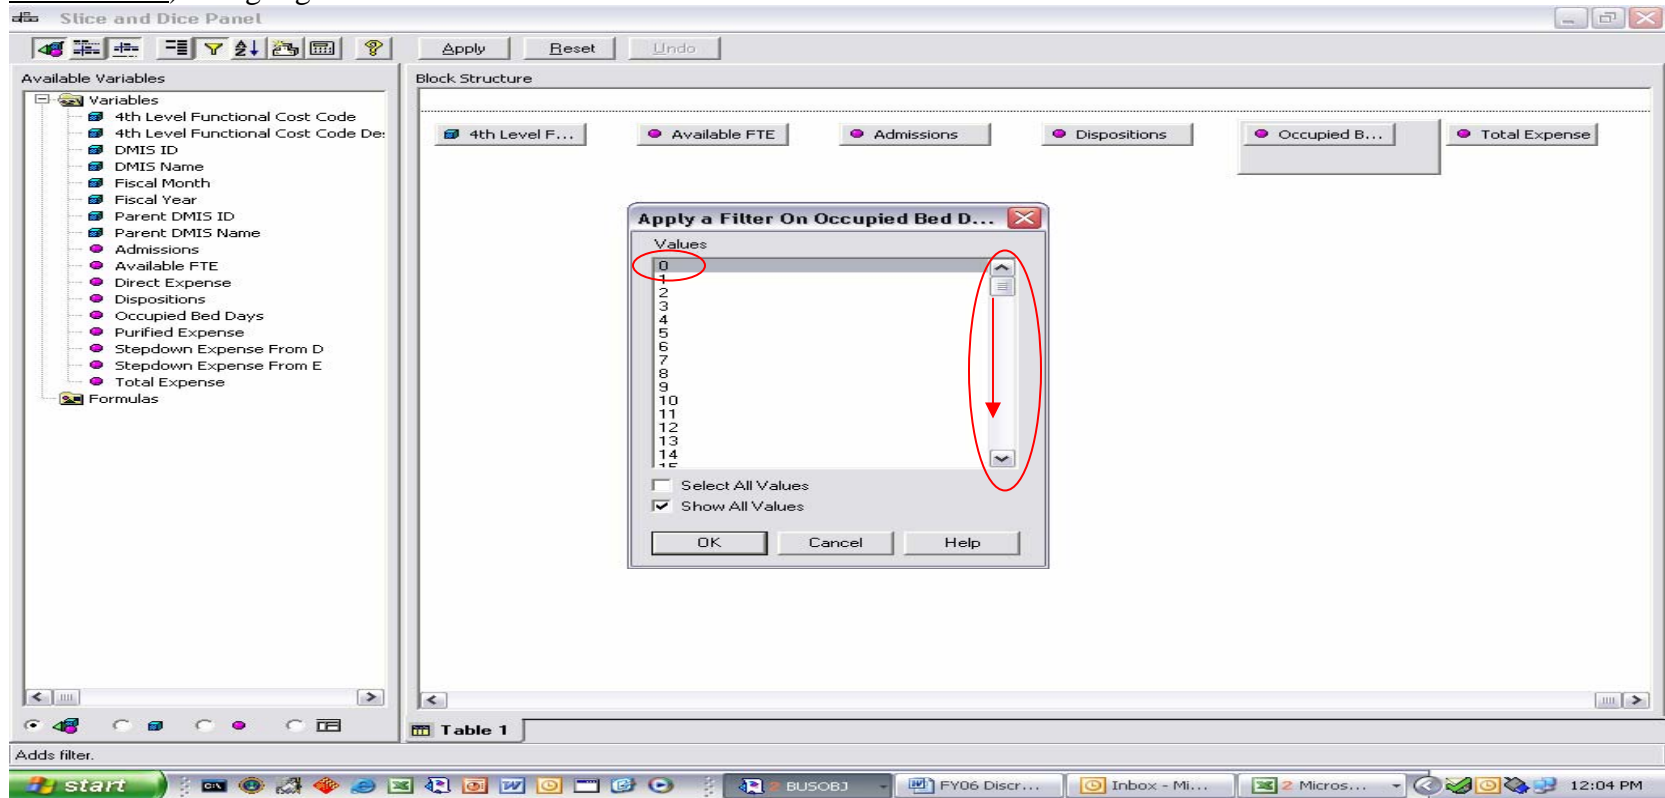 Slice and Dice Panel
Apply Reset Undo
Available Variables
Block Structure
Variables
4th Level Functional Cost Code
4th Level Functional Cost Code De
DMIS ID
DMIS Name
Fiscal Month
Fiscal Year
Parent DMIS ID
Parent DMIS Name
Admissions
Available FTE
Direct Expense
Dispositions
Occupied Bed Days
Purified Expense
Stepdown Expense From D
Stepdown Expense From E
Total Expense
Formulas
4th Level F... Available FTE Admissions Dispositions Occupied B... Total Expense
Apply a Filter On Occupied Bed D...
Values
0
1
2
3
4
5
6
7
8
9
10
11
12
13
14
15
Select All Values
Show All Values
OK Cancel Help
Table 1
Adds filter.
start 2 BUSOBJ FY06 Discr... Inbox - Mi... 2 Micros... 12:04 PM